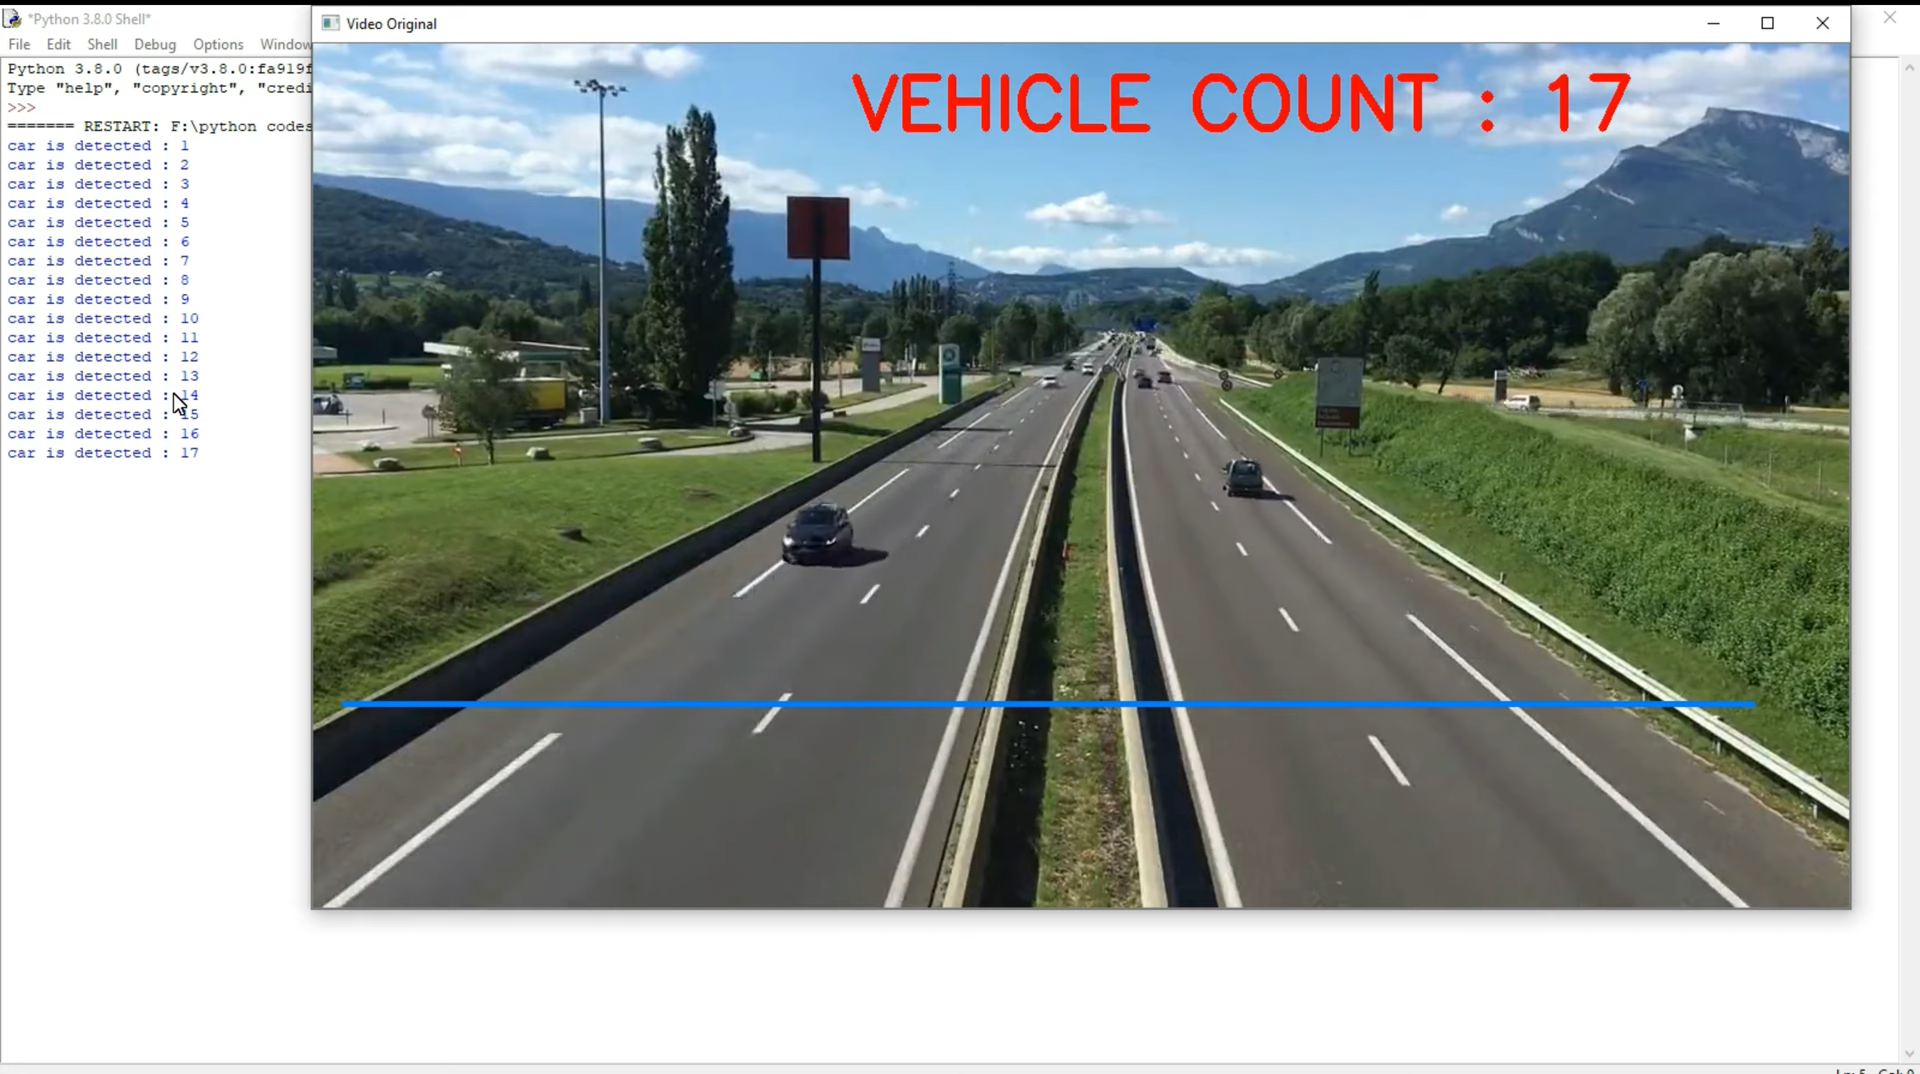 *Python 3.8.0 Shell*
File Edit Shell Debug Options Window
Python 3.8.0 (tags/v3.8.0:fa919f
Type "help", "copyright", "credi
>>>
======= RESTART: F:\python codes
car is detected : 1
car is detected : 2
car is detected : 3
car is detected : 4
car is detected : 5
car is detected : 6
car is detected : 7
car is detected : 8
car is detected : 9
car is detected : 10
car is detected : 11
car is detected : 12
car is detected : 13
car is detected : 14
car is detected : 15
car is detected : 16
car is detected : 17
Video Original
VEHICLE COUNT : 17